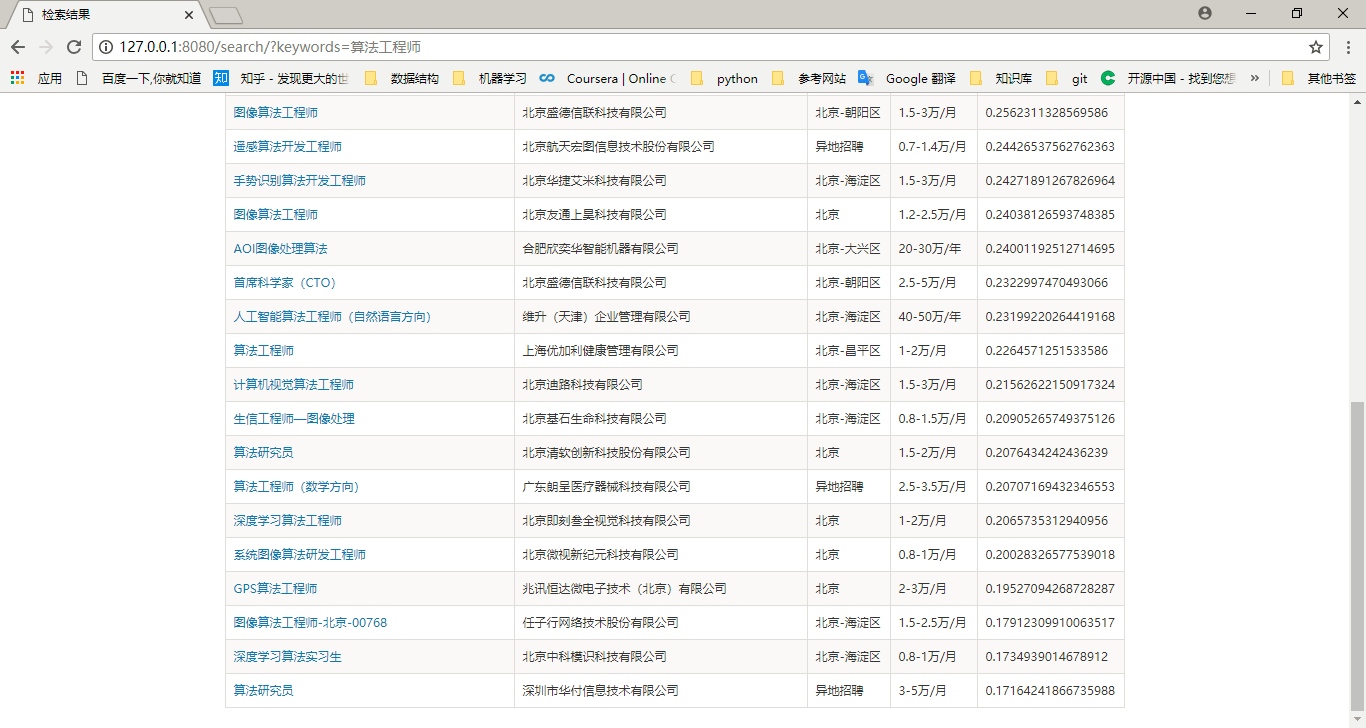 检索结果
127.0.0.1:8080/search/?keywords=算法工程师
应用 百度一下,你就知道 知 知乎 - 发现更大的世 数据结构 机器学习 Coursera | Online C python 参考网站 Google 翻译 知识库 git 开源中国 - 找到您想 » 其他书签
图像算法工程师 北京盛德信联科技有限公司 北京-朝阳区 1.5-3万/月 0.2562311328569586
遥感算法开发工程师 北京航天宏图信息技术股份有限公司 异地招聘 0.7-1.4万/月 0.24426537562762363
手势识别算法开发工程师 北京华捷艾米科技有限公司 北京-海淀区 1.5-3万/月 0.24271891267826964
图像算法工程师 北京友通上昊科技有限公司 北京 1.2-2.5万/月 0.24038126593748385
AOI图像处理算法 合肥欣奕华智能机器有限公司 北京-大兴区 20-30万/年 0.24001192512714695
首席科学家（CTO） 北京盛德信联科技有限公司 北京-朝阳区 2.5-5万/月 0.2322997470493066
人工智能算法工程师（自然语言方向） 维升（天津）企业管理有限公司 北京-海淀区 40-50万/年 0.23199220264419168
算法工程师 上海优加利健康管理有限公司 北京-昌平区 1-2万/月 0.2264571251533586
计算机视觉算法工程师 北京迪路科技有限公司 北京-海淀区 1.5-3万/月 0.21562622150917324
生信工程师—图像处理 北京基石生命科技有限公司 北京-海淀区 0.8-1.5万/月 0.20905265749375126
算法研究员 北京清软创新科技股份有限公司 北京 1.5-2万/月 0.2076434242436239
算法工程师（数学方向） 广东朗呈医疗器械科技有限公司 异地招聘 2.5-3.5万/月 0.20707169432346553
深度学习算法工程师 北京即刻叁全视觉科技有限公司 北京 1-2万/月 0.2065735312940956
系统图像算法研发工程师 北京微视新纪元科技有限公司 北京 0.8-1万/月 0.20028326577539018
GPS算法工程师 兆讯恒达微电子技术（北京）有限公司 北京 2-3万/月 0.19527094268728287
图像算法工程师-北京-00768 任子行网络技术股份有限公司 北京-海淀区 1.5-2.5万/月 0.17912309910063517
深度学习算法实习生 北京中科模识科技有限公司 北京-海淀区 0.8-1万/月 0.1734939014678912
算法研究员 深圳市华付信息技术有限公司 异地招聘 3-5万/月 0.17164241866735988